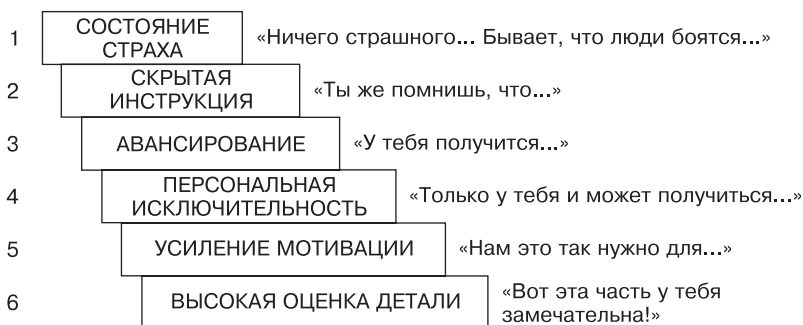 1 СОСТОЯНИЕ СТРАХА «Ничего страшного... Бывает, что люди боятся...»
2 СКРЫТАЯ ИНСТРУКЦИЯ «Ты же помнишь, что...»
3 АВАНСИРОВАНИЕ «У тебя получится...»
4 ПЕРСОНАЛЬНАЯ ИСКЛЮЧИТЕЛЬНОСТЬ «Только у тебя и может получиться...»
5 УСИЛЕНИЕ МОТИВАЦИИ «Нам это так нужно для...»
6 ВЫСОКАЯ ОЦЕНКА ДЕТАЛИ «Вот эта часть у тебя замечательна!»